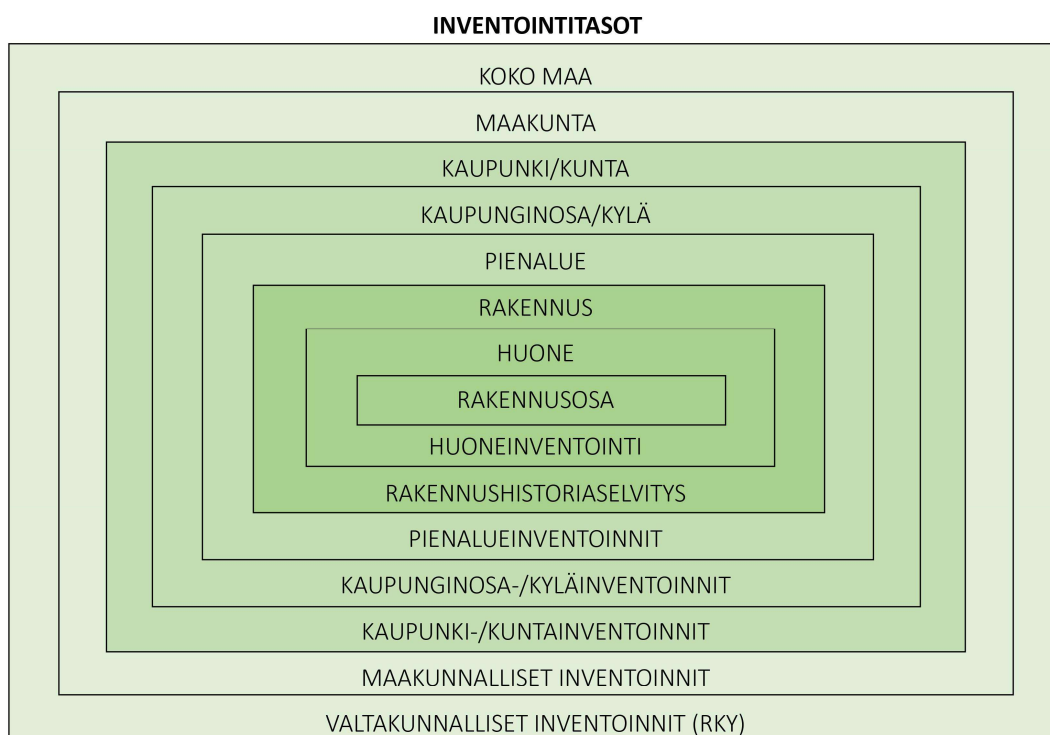 INVENTOINTITASOT
KOKO MAA
MAAKUNTA
KAUPUNKI/KUNTA
KAUPUNGINOSA/KYLÄ
PIENALUE
RAKENNUS
HUONE
RAKENNUSOSA
HUONEINVENTOINTI
RAKENNUSHISTORIASELVITYS
PIENALUEINVENTOINNIT
KAUPUNGINOSA-/KYLÄINVENTOINNIT
KAUPUNKI-/KUNTAINVENTOINNIT
MAAKUNNALLISET INVENTOINNIT
VALTAKUNNALLISET INVENTOINNIT (RKY)